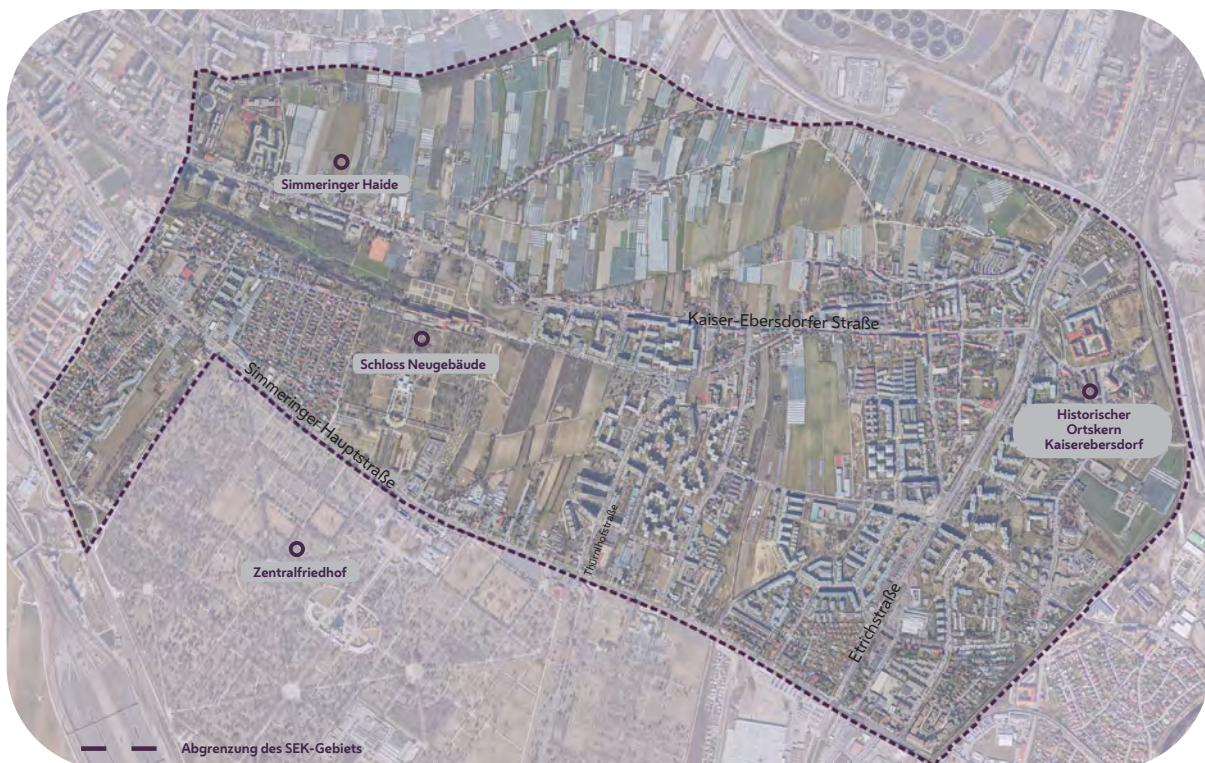 Simmeringer Haide
Kaiser-Ebersdorfer Straße
Schloss Neugebäude
Simmeringer Hauptstraße
Historischer
Ortskern
Kaiserebersdorf
Thürnlhofstraße
Zentralfriedhof
Etrichstraße
Abgrenzung des SEK-Gebiets